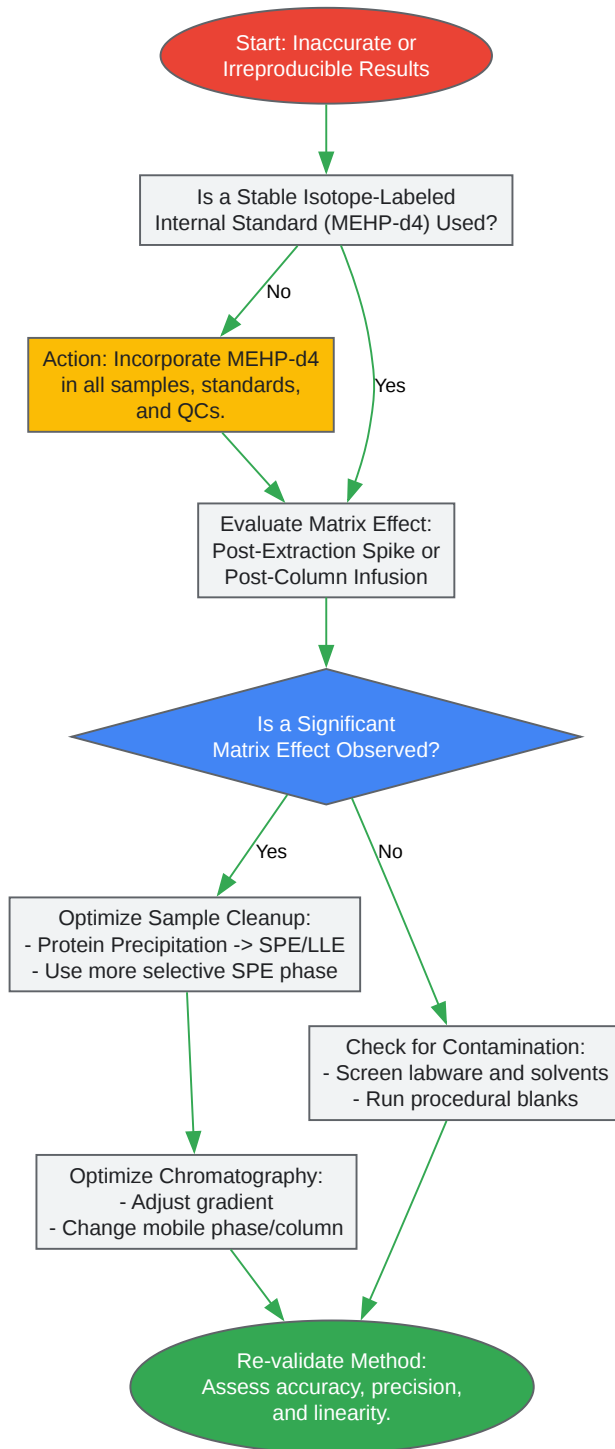 Start: Inaccurate or
Irreproducible Results
Is a Stable Isotope-Labeled
Internal Standard (MEHP-d4) Used?
No
Action: Incorporate MEHP-d4
in all samples, standards,
and QCs.
Yes
Evaluate Matrix Effect:
Post-Extraction Spike or
Post-Column Infusion
Is a Significant
Matrix Effect Observed?
Yes
No
Optimize Sample Cleanup:
- Protein Precipitation -> SPE/LLE
- Use more selective SPE phase
Check for Contamination:
- Screen labware and solvents
- Run procedural blanks
Optimize Chromatography:
- Adjust gradient
- Change mobile phase/column
Re-validate Method:
Assess accuracy, precision,
and linearity.